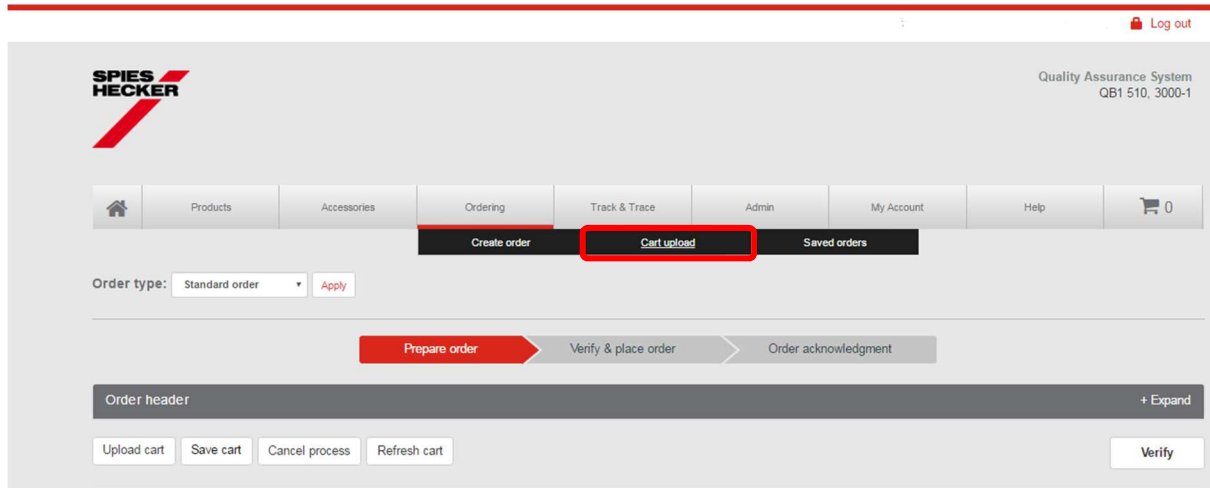 Log out
SPIES
HECKER
Quality Assurance System
QB1 510, 3000-1
Products Accessories Ordering Track & Trace Admin My Account Help 0
Create order Cart upload Saved orders
Order type: Standard order Apply
Prepare order Verify & place order Order acknowledgment
Order header + Expand
Upload cart Save cart Cancel process Refresh cart Verify